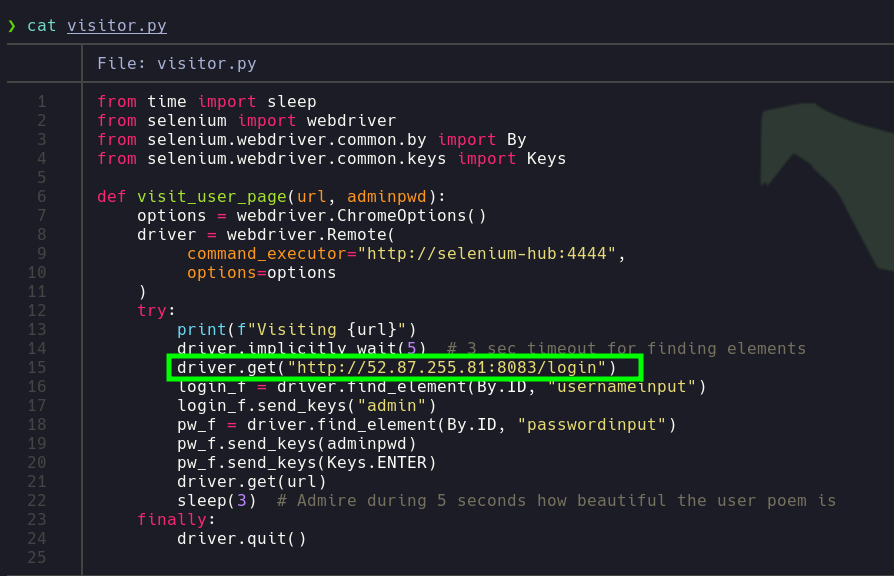 ❯ cat visitor.py
File: visitor.py
1 from time import sleep
2 from selenium import webdriver
3 from selenium.webdriver.common.by import By
4 from selenium.webdriver.common.keys import Keys
5
6 def visit_user_page(url, adminpwd):
7     options = webdriver.ChromeOptions()
8     driver = webdriver.Remote(
9          command_executor="http://selenium-hub:4444",
10          options=options
11     )
12     try:
13         print(f"Visiting {url}")
14         driver.implicitly_wait(5)  # 3 sec timeout for finding elements
15         driver.get("http://52.87.255.81:8083/login")
16         login_f = driver.find_element(By.ID, "usernameinput")
17         login_f.send_keys("admin")
18         pw_f = driver.find_element(By.ID, "passwordinput")
19         pw_f.send_keys(adminpwd)
20         pw_f.send_keys(Keys.ENTER)
21         driver.get(url)
22         sleep(3)  # Admire during 5 seconds how beautiful the user poem is
23     finally:
24         driver.quit()
25